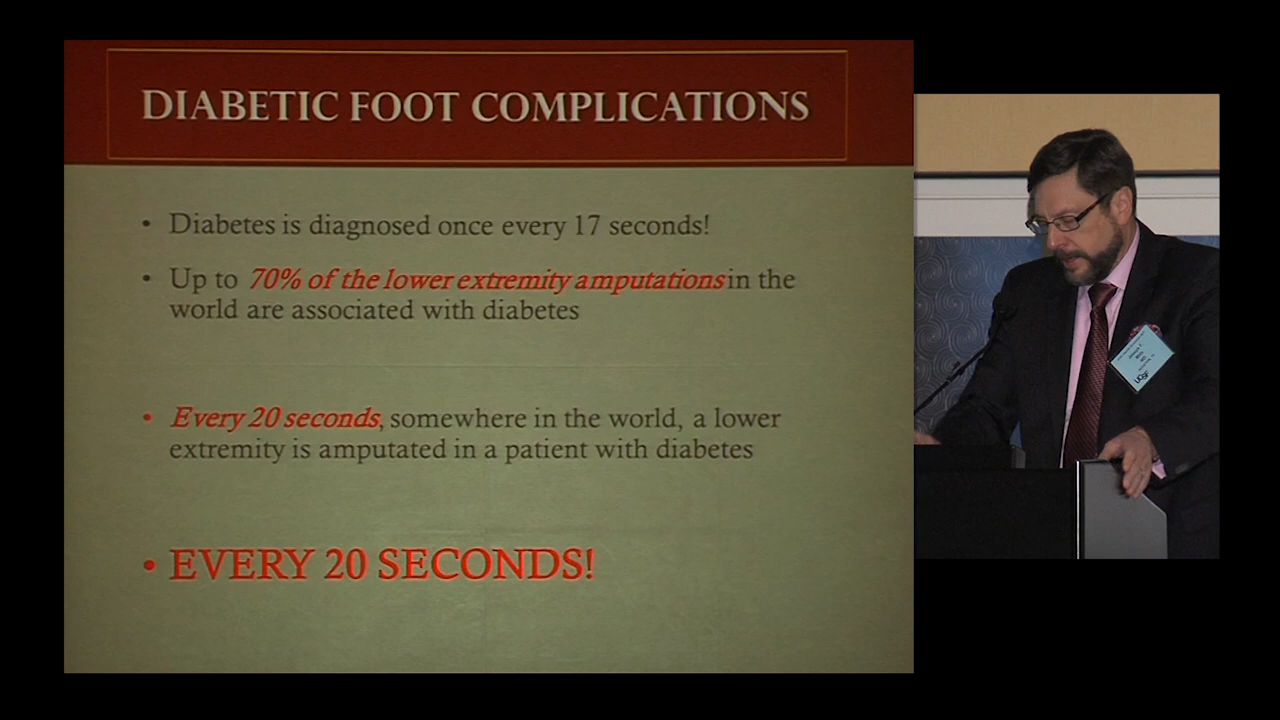 DIABETIC FOOT COMPLICATIONS
• Diabetes is diagnosed once every 17 seconds!
• Up to 70% of the lower extremity amputations in the
world are associated with diabetes
• Every 20 seconds, somewhere in the world, a lower
extremity is amputated in a patient with diabetes
• EVERY 20 SECONDS!
UCSF